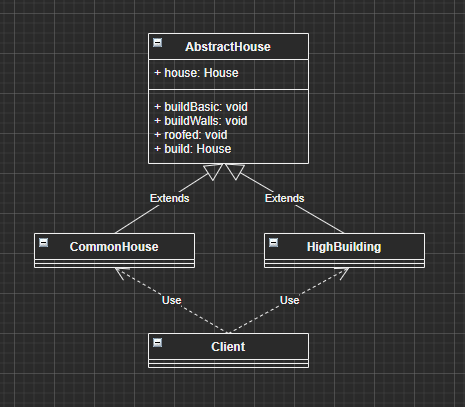 AbstractHouse
+ house: House
+ buildBasic: void
+ buildWalls: void
+ roofed: void
+ build: House
Extends
Extends
CommonHouse
HighBuilding
Use
Use
Client